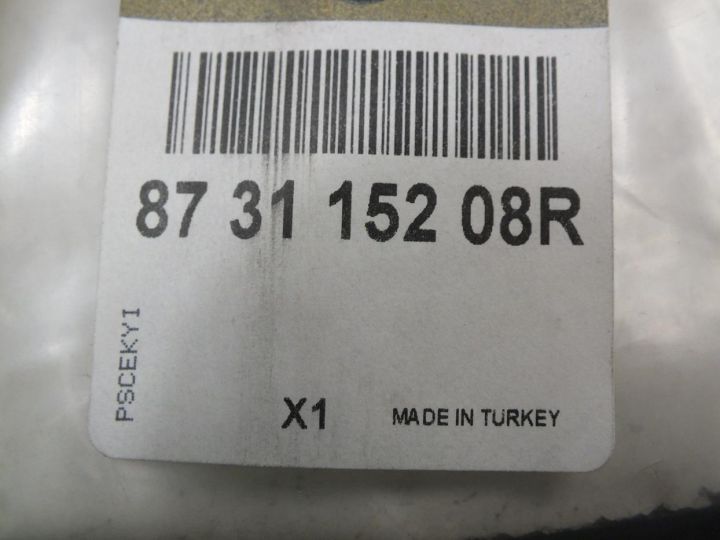 87 31 152 08R
PSCEKYI
X1 MADE IN TURKEY